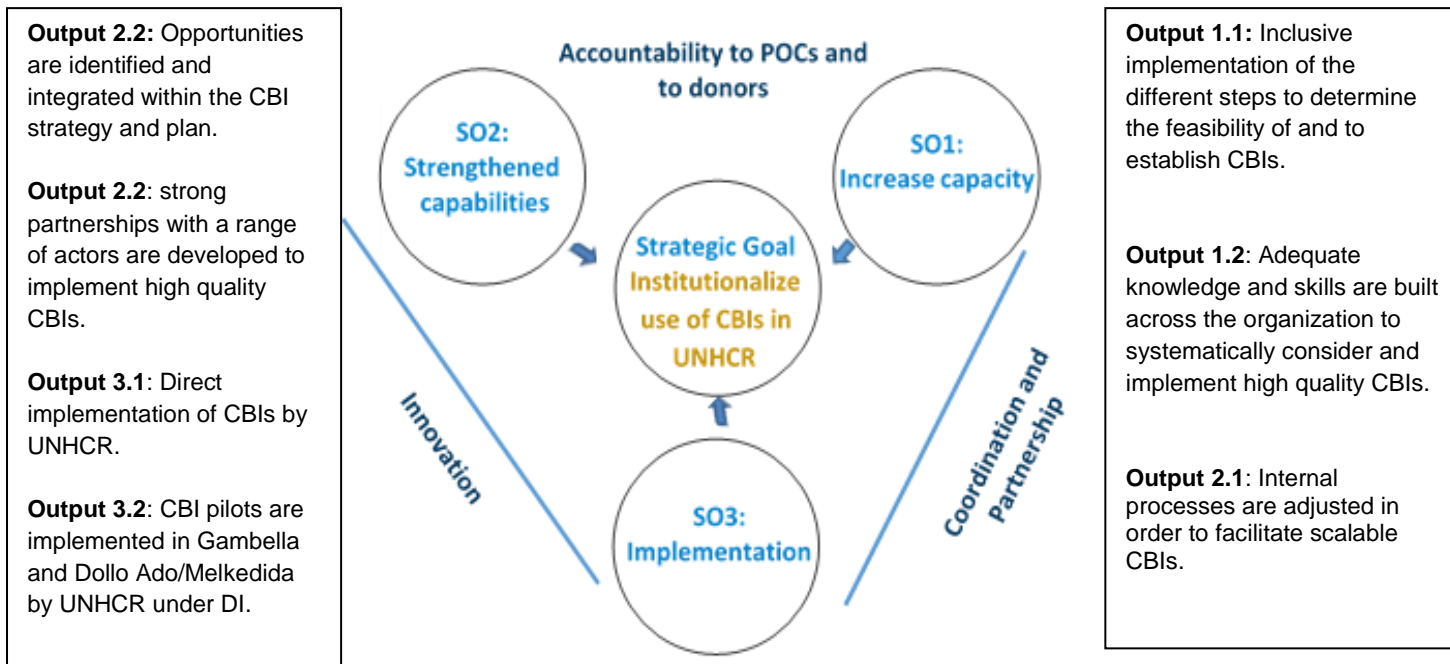 Output 2.2: Opportunities
are identified and
integrated within the CBI
strategy and plan.
Output 2.2: strong
partnerships with a range
of actors are developed to
implement high quality
CBIs.
Output 3.1: Direct
implementation of CBIs by
UNHCR.
Output 3.2: CBI pilots are
implemented in Gambella
and Dollo Ado/Melkedida
by UNHCR under DI.
Accountability to POCs and
to donors
SO2:
Strengthened
capabilities
SO1:
Increase capacity
Strategic Goal
Institutionalize
use of CBIs in
UNHCR
Innovation
Coordination and
Partnership
SO3:
Implementation
Output 1.1: Inclusive
implementation of the
different steps to determine
the feasibility of and to
establish CBIs.
Output 1.2: Adequate
knowledge and skills are built
across the organization to
systematically consider and
implement high quality CBIs.
Output 2.1: Internal
processes are adjusted in
order to facilitate scalable
CBIs.